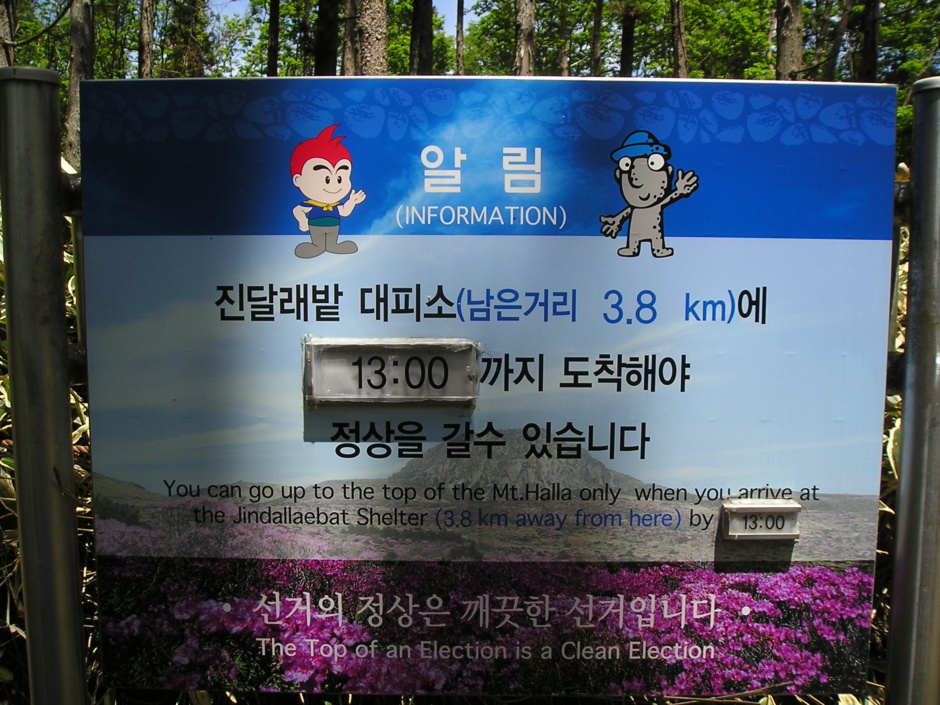 알 림
(INFORMATION)
진달래밭 대피소(남은거리 3.8 km)에
13:00 까지 도착해야
정상을 갈수 있습니다
You can go up to the top of the Mt.Halla only when you arrive at
the Jindallaebat Shelter (3.8 km away from here) by 13:00
• 선거의 정상은 깨끗한 선거입니다 •
The Top of an Election is a Clean Election